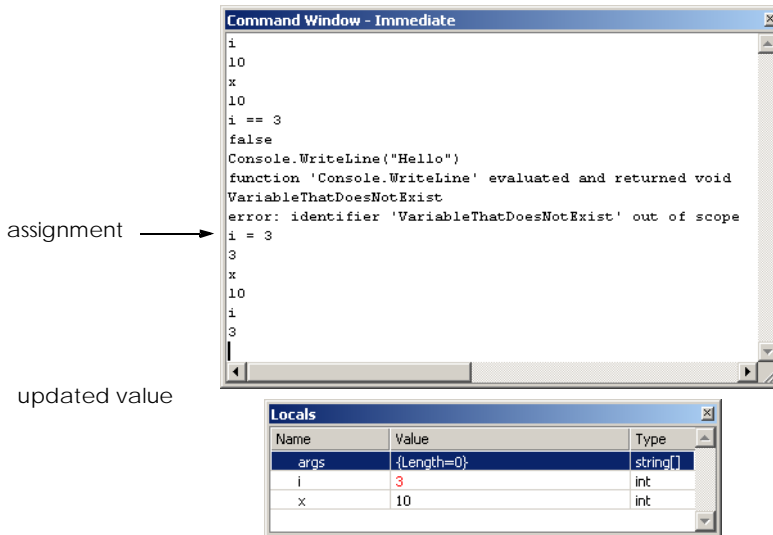 Command Window - Immediate
i
10
x
10
i == 3
false
Console.WriteLine("Hello")
function 'Console.WriteLine' evaluated and returned void
VariableThatDoesNotExist
error: identifier 'VariableThatDoesNotExist' out of scope
assignment
i = 3
3
x
10
i
3
updated value
Locals
Name Value Type
args {Length=0} string[]
i 3 int
x 10 int